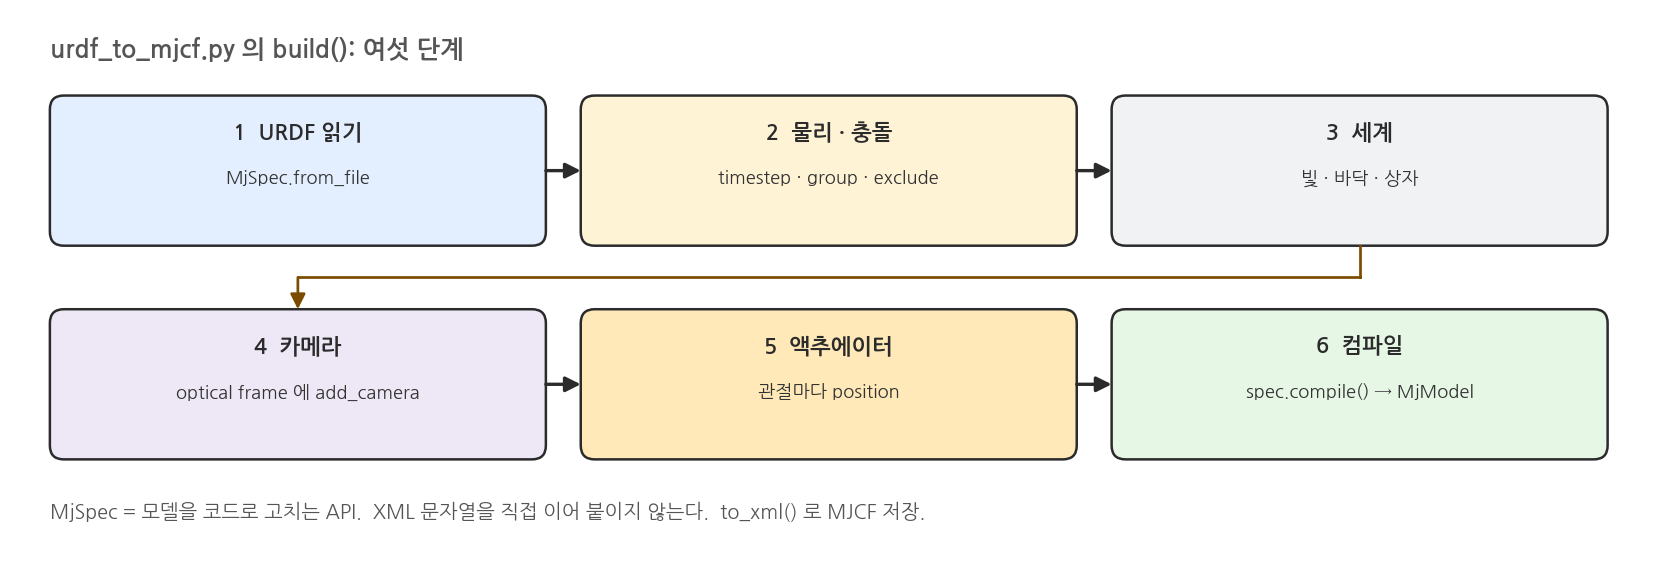 urdf_to_mjcf.py 의 build(): 여섯 단계
1 URDF 읽기
MjSpec.from_file
2 물리 · 충돌
timestep · group · exclude
3 세계
빛 · 바닥 · 상자
4 카메라
optical frame 에 add_camera
5 액추에이터
관절마다 position
6 컴파일
spec.compile() → MjModel
MjSpec = 모델을 코드로 고치는 API. XML 문자열을 직접 이어 붙이지 않는다. to_xml() 로 MJCF 저장.